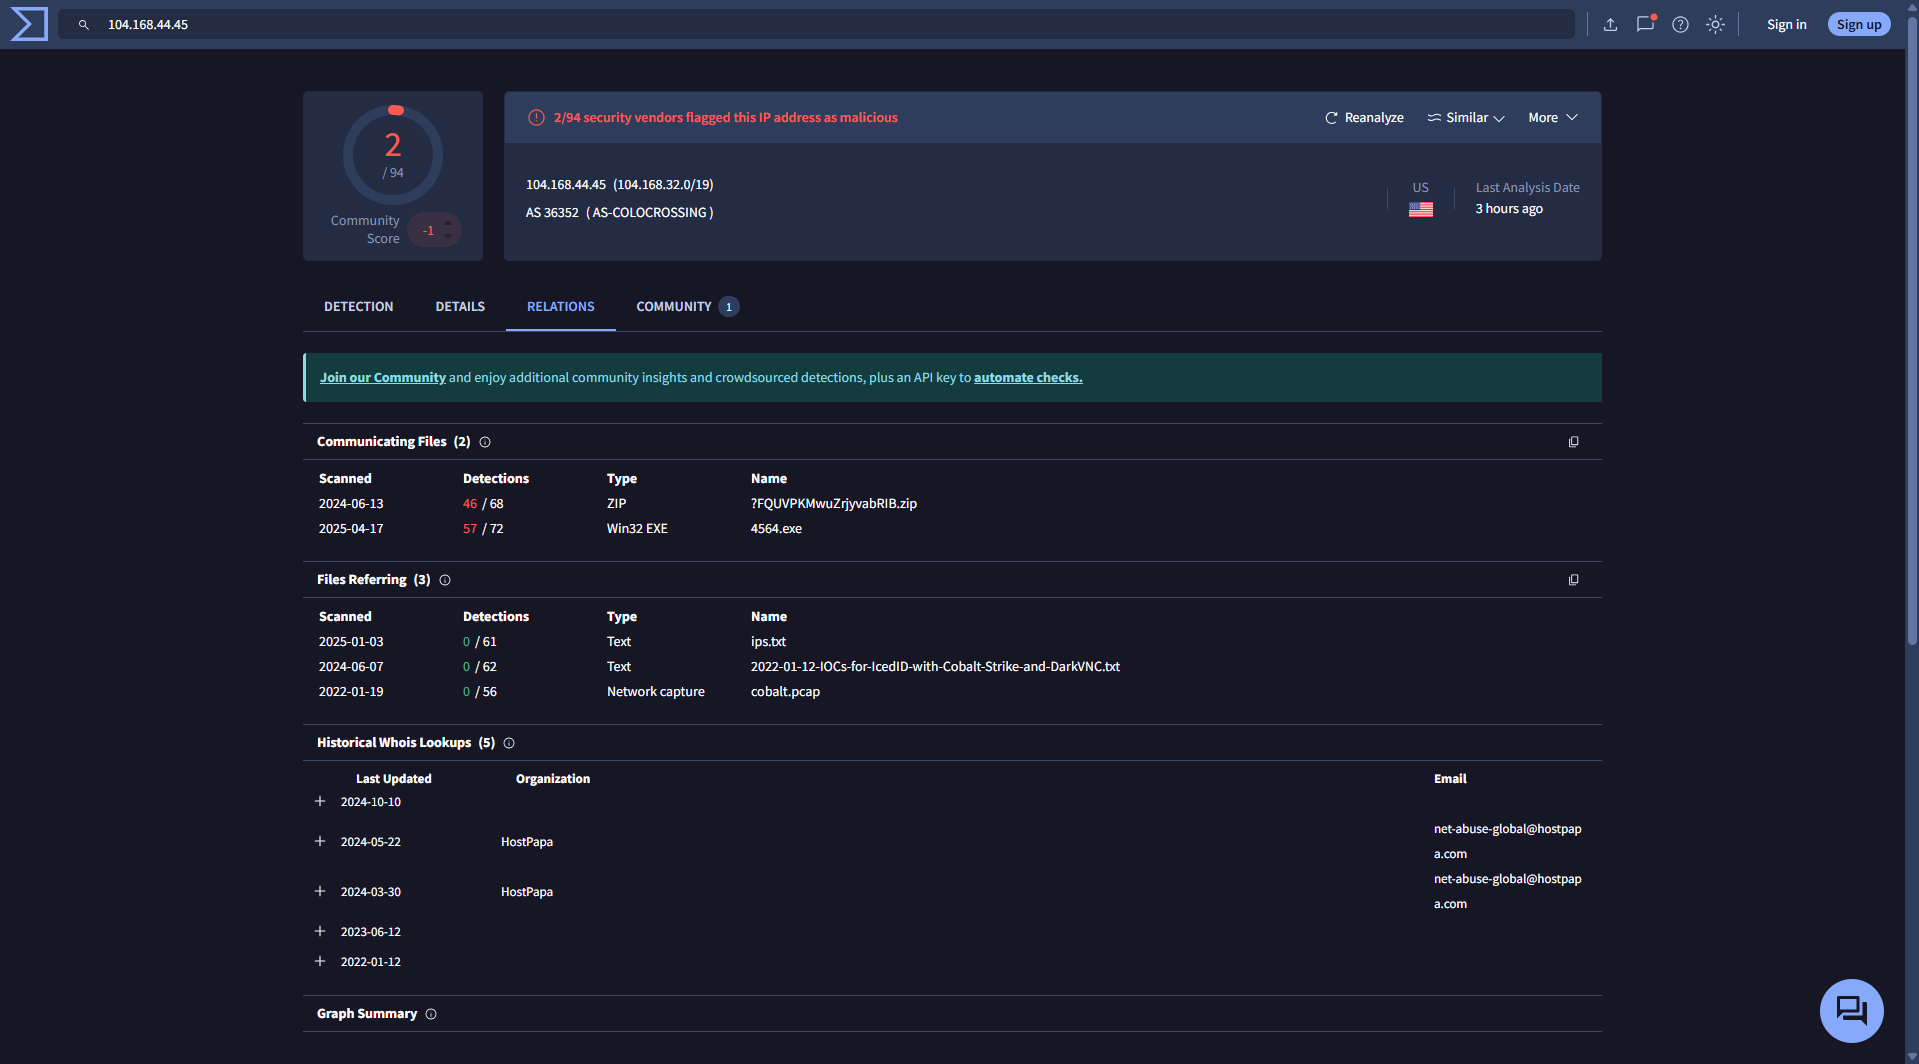 104.168.44.45
Sign in
Sign up
2
/ 94
Community
Score
-1
2/94 security vendors flagged this IP address as malicious
Reanalyze
Similar
More
104.168.44.45 (104.168.32.0/19)
AS 36352 ( AS-COLOCROSSING )
US
Last Analysis Date
3 hours ago
DETECTION DETAILS RELATIONS COMMUNITY 1
Join our Community and enjoy additional community insights and crowdsourced detections, plus an API key to automate checks.
Communicating Files (2)
Scanned Detections Type Name
2024-06-13 46 / 68 ZIP ?FQUVPKMwuZrjyvabRIB.zip
2025-04-17 57 / 72 Win32 EXE 4564.exe
Files Referring (3)
Scanned Detections Type Name
2025-01-03 0 / 61 Text ips.txt
2024-06-07 0 / 62 Text 2022-01-12-IOCs-for-IcedID-with-Cobalt-Strike-and-DarkVNC.txt
2022-01-19 0 / 56 Network capture cobalt.pcap
Historical Whois Lookups (5)
Last Updated Organization Email
+ 2024-10-10
+ 2024-05-22 HostPapa net-abuse-global@hostpap
a.com
+ 2024-03-30 HostPapa net-abuse-global@hostpap
a.com
+ 2023-06-12
+ 2022-01-12
Graph Summary